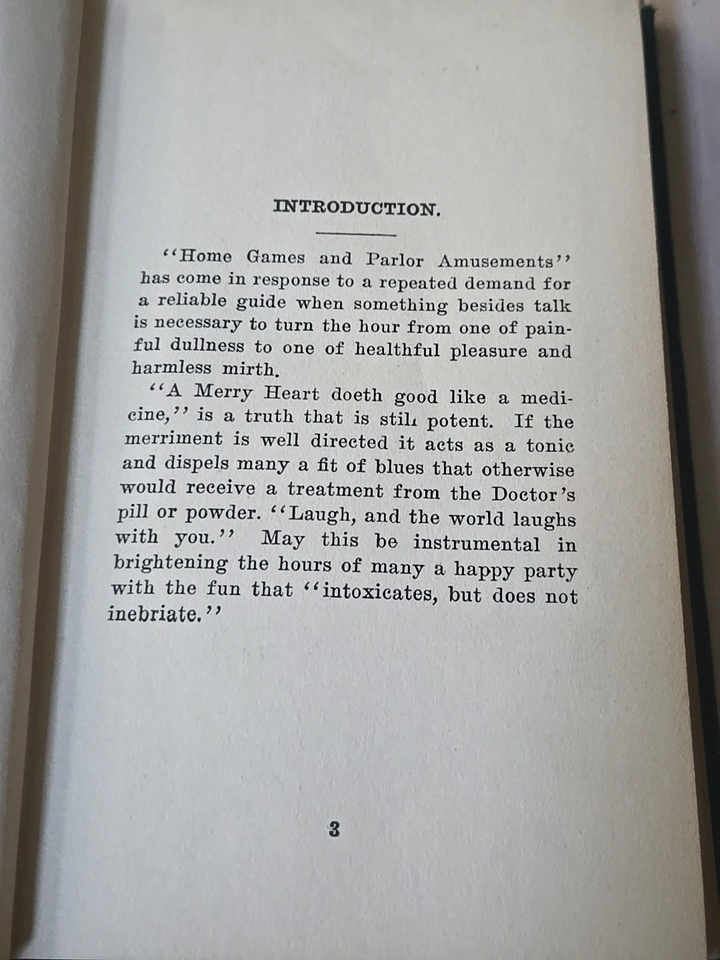 INTRODUCTION.
“Home Games and Parlor Amusements”
has come in response to a repeated demand for
a reliable guide when something besides talk
is necessary to turn the hour from one of pain-
ful dullness to one of healthful pleasure and
harmless mirth.
“A Merry Heart doeth good like a medi-
cine,” is a truth that is still potent. If the
merriment is well directed it acts as a tonic
and dispels many a fit of blues that otherwise
would receive a treatment from the Doctor’s
pill or powder. “Laugh, and the world laughs
with you.” May this be instrumental in
brightening the hours of many a happy party
with the fun that “intoxicates, but does not
inebriate.”
3